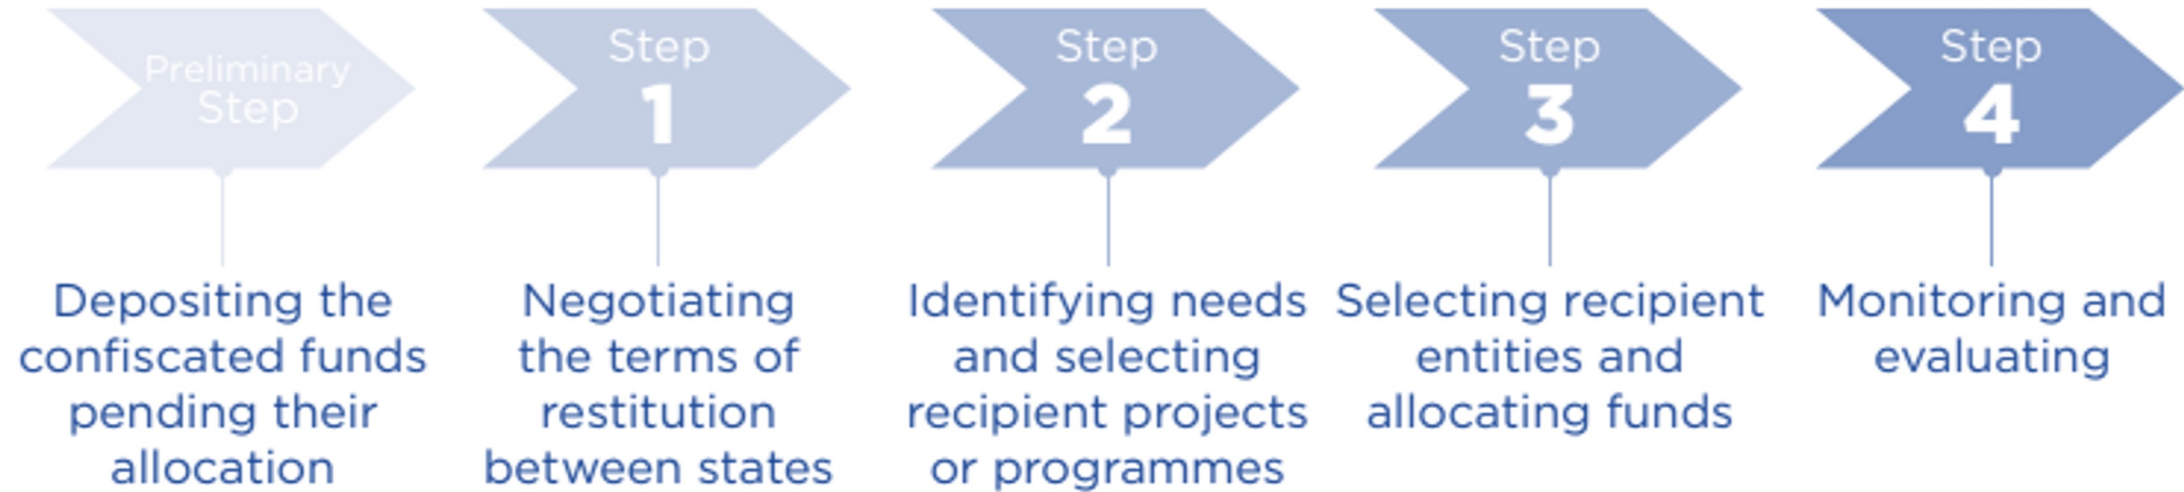 Preliminary
Step
Step
1
Step
2
Step
3
Step
4
Depositing the
confiscated funds
pending their
allocation
Negotiating
the terms of
restitution
between states
Identifying needs
and selecting
recipient projects
or programmes
Selecting recipient
entities and
allocating funds
Monitoring and
evaluating